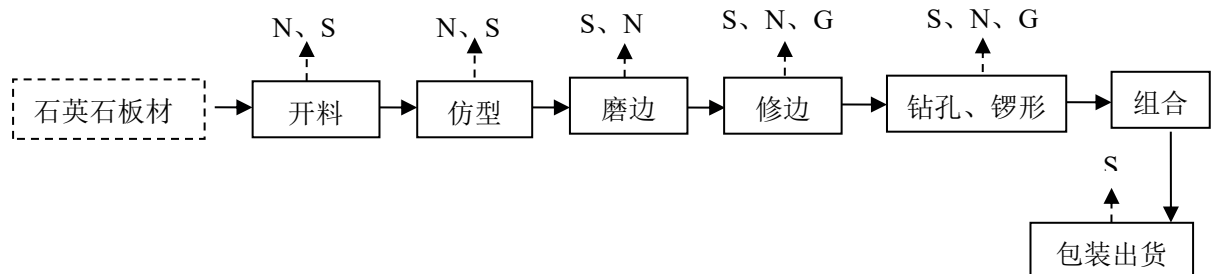 N、S
N、S
S、N
S、N、G
S、N、G
石英石板材
开料
仿型
磨边
修边
钻孔、锣形
组合
S
包装出货